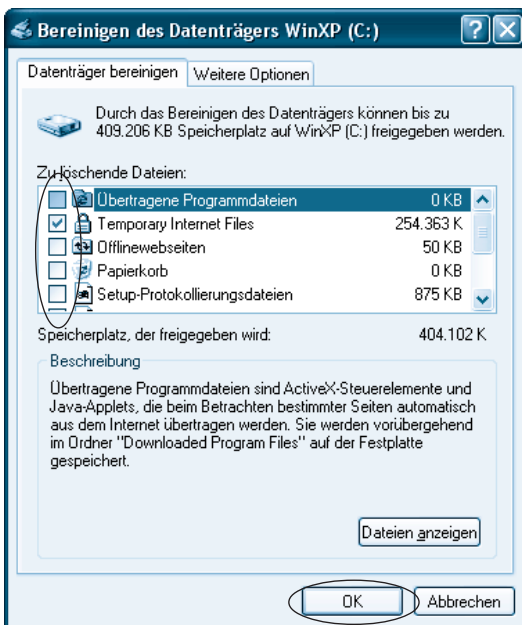 Bereinigen des Datenträgers WinXP (C:)
Datenträger bereinigen Weitere Optionen
Durch das Bereinigen des Datenträgers können bis zu
409.206 KB Speicherplatz auf WinXP (C:) freigegeben werden.
Zu löschende Dateien:
Übertragene Programmdateien 0 KB
Temporary Internet Files 254.363 K
Offlinewebseiten 50 KB
Papierkorb 0 KB
Setup-Protokollierungsdateien 875 KB
Speicherplatz, der freigegeben wird: 404.102 K
Beschreibung
Übertragene Programmdateien sind ActiveX-Steuerelemente und
Java-Applets, die beim Betrachten bestimmter Seiten automatisch
aus dem Internet übertragen werden. Sie werden vorübergehend
im Ordner "Downloaded Program Files" auf der Festplatte
gespeichert.
Dateien anzeigen
OK Abbrechen